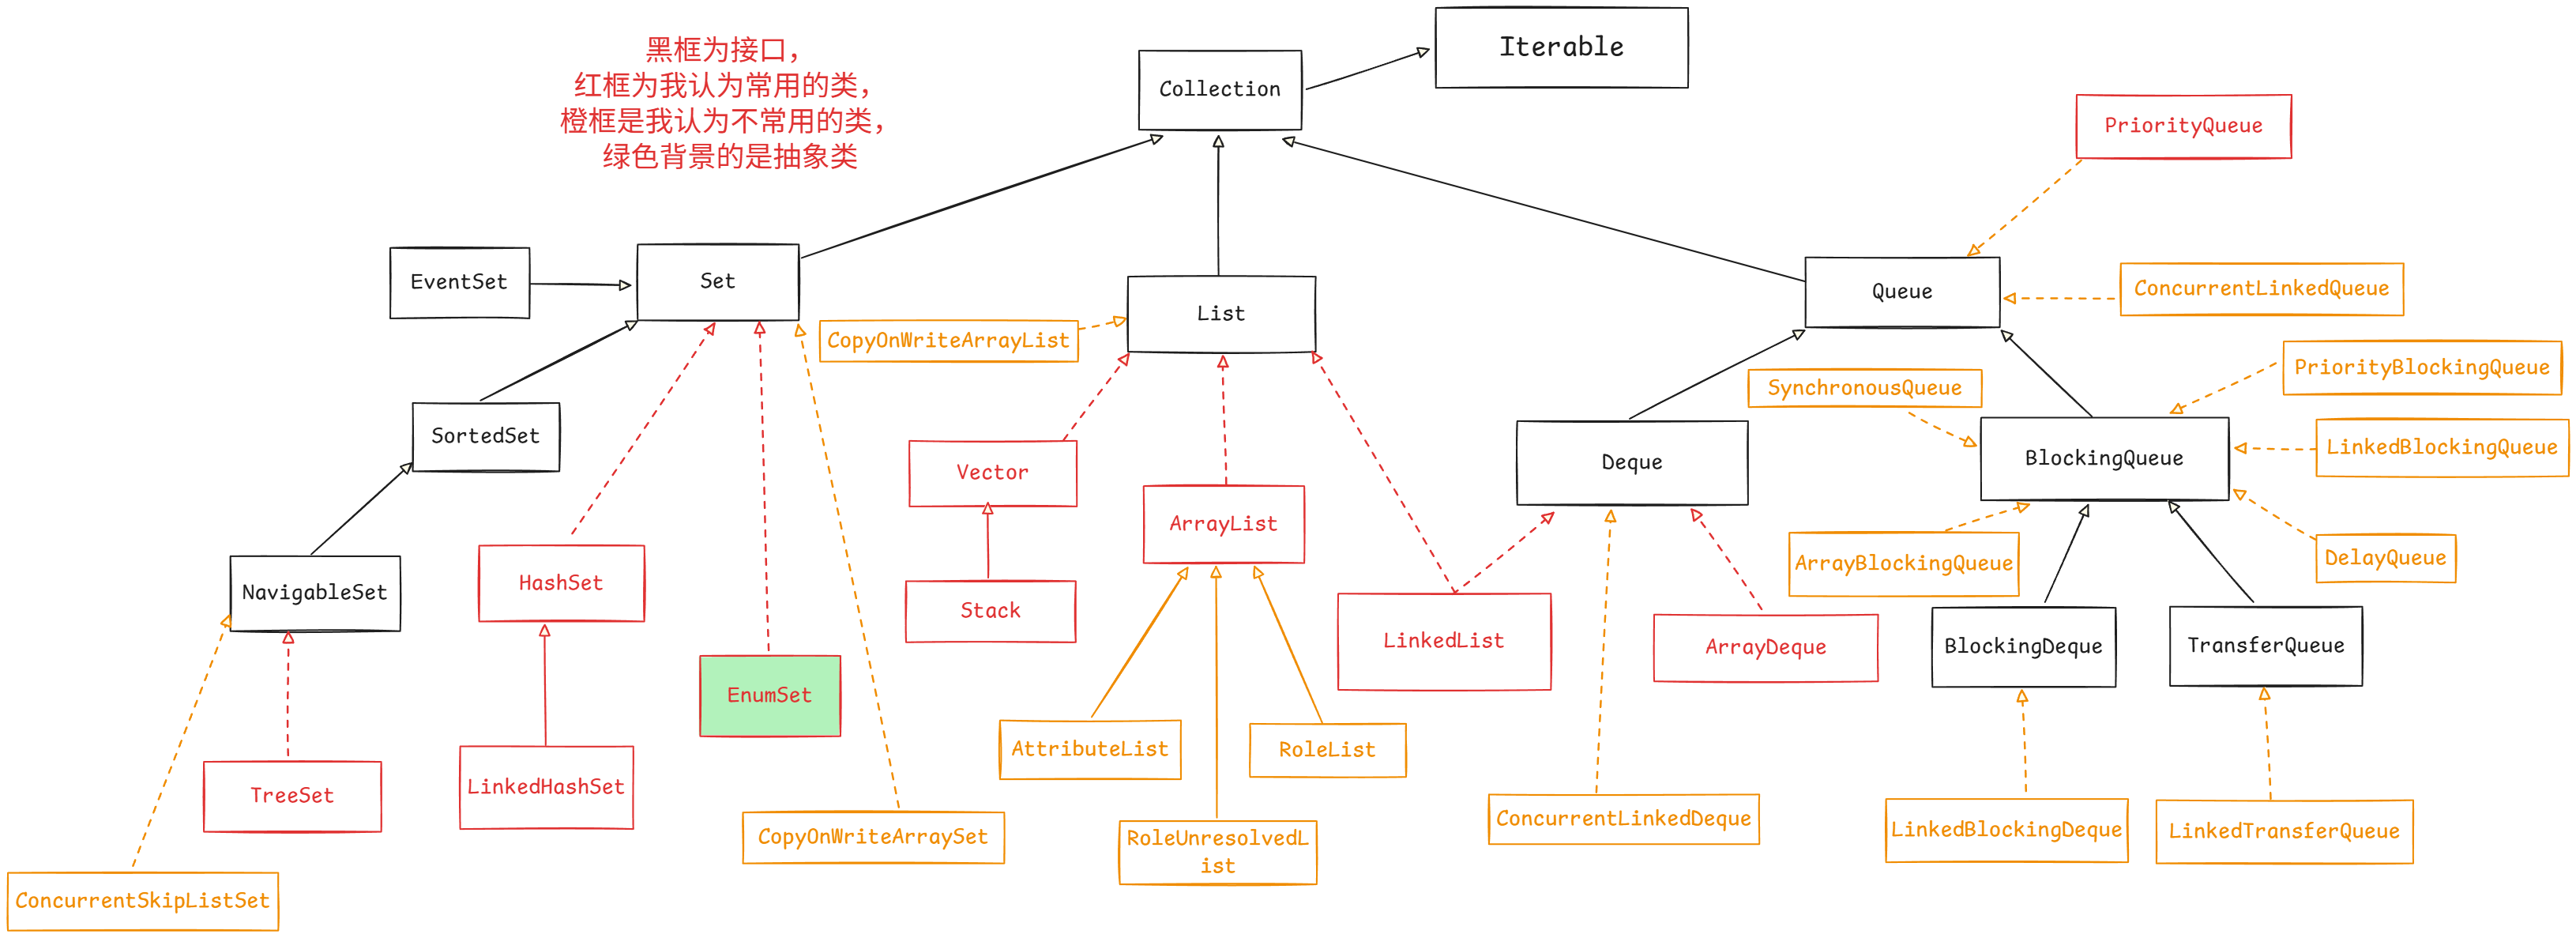 黑框为接口，
红框为我认为常用的类，
橙框是我认为不常用的类，
绿色背景的是抽象类
Iterable
Collection
PriorityQueue
EventSet
Set
List
Queue
ConcurrentLinkedQueue
CopyOnWriteArrayList
SynchronousQueue
PriorityBlockingQueue
SortedSet
Vector
Deque
BlockingQueue
LinkedBlockingQueue
ArrayList
NavigableSet
HashSet
Stack
ArrayBlockingQueue
DelayQueue
LinkedList
ArrayDeque
BlockingDeque
TransferQueue
EnumSet
AttributeList
RoleList
TreeSet
LinkedHashSet
CopyOnWriteArraySet
RoleUnresolvedL
ist
ConcurrentLinkedDeque
LinkedBlockingDeque
LinkedTransferQueue
ConcurrentSkipListSet